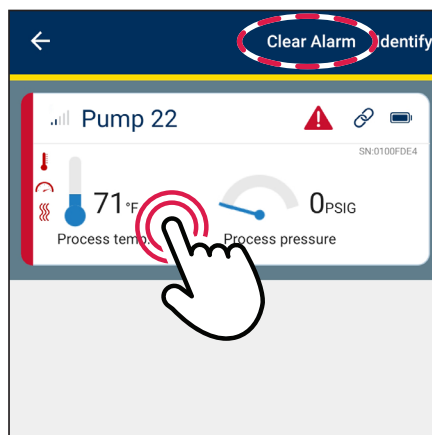 Clear Alarm Identify
Pump 22
SN:0100FDE4
71°F
0PSIG
Process temp.
Process pressure